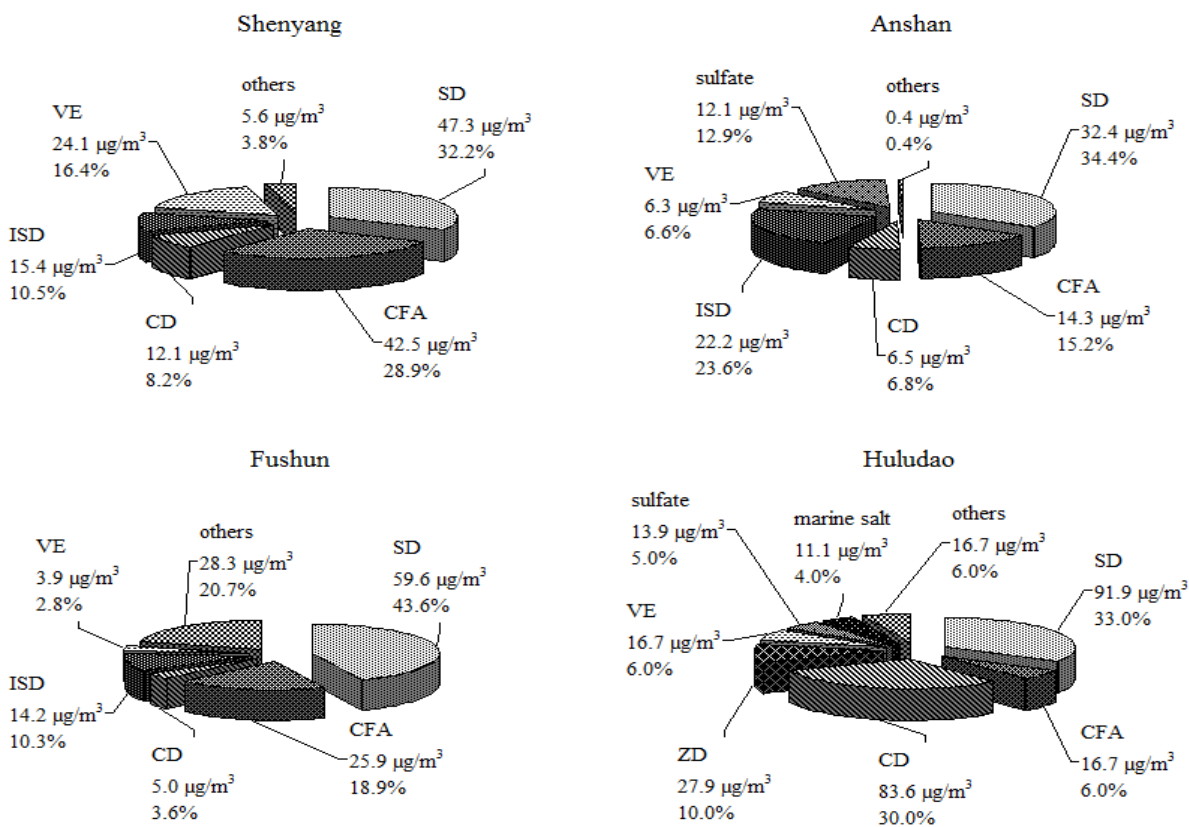 Shenyang
others
5.6 µg/m³
3.8%
SD
47.3 µg/m³
32.2%
VE
24.1 µg/m³
16.4%
ISD
15.4 µg/m³
10.5%
CD
12.1 µg/m³
8.2%
CFA
42.5 µg/m³
28.9%
Anshan
sulfate
12.1 µg/m³
12.9%
others
0.4 µg/m³
0.4%
SD
32.4 µg/m³
34.4%
VE
6.3 µg/m³
6.6%
ISD
22.2 µg/m³
23.6%
CD
6.5 µg/m³
6.8%
CFA
14.3 µg/m³
15.2%
Fushun
VE
3.9 µg/m³
2.8%
others
28.3 µg/m³
20.7%
SD
59.6 µg/m³
43.6%
ISD
14.2 µg/m³
10.3%
CD
5.0 µg/m³
3.6%
CFA
25.9 µg/m³
18.9%
Huludao
sulfate
13.9 µg/m³
5.0%
marine salt
11.1 µg/m³
4.0%
others
16.7 µg/m³
6.0%
SD
91.9 µg/m³
33.0%
VE
16.7 µg/m³
6.0%
ZD
27.9 µg/m³
10.0%
CD
83.6 µg/m³
30.0%
CFA
16.7 µg/m³
6.0%